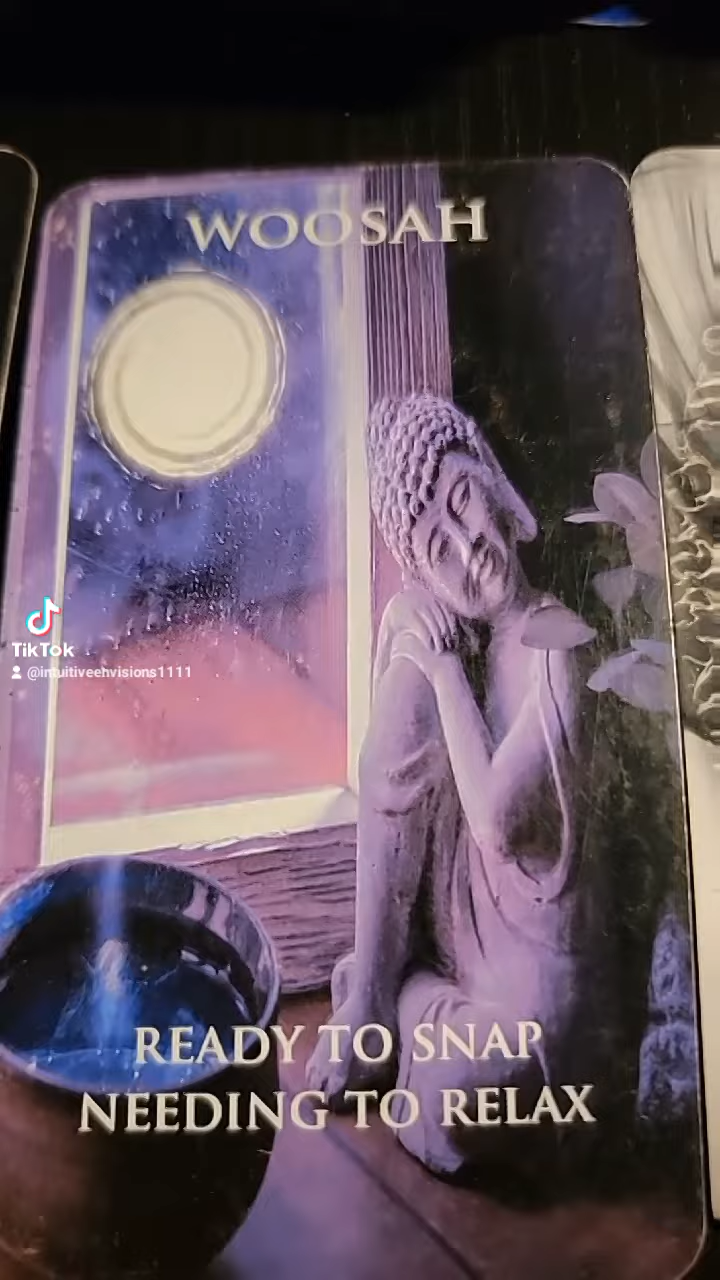 WOOSAH
TikTok
@intuitiveehvisions1111
READY TO SNAP
NEEDING TO RELAX